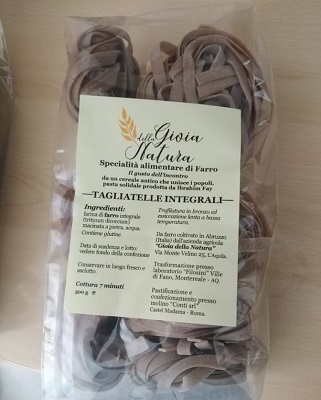 Gioia
della
Natura
Specialità alimentare di Farro
Il gusto dell'incontro
da un cereale antico che unisce i popoli.
pasta solidale prodotta da Ibrahim Fay
TAGLIATELLE INTEGRALI
Ingredienti:
farina di farro integrale
(triticum dicoccum)
macinata a pietra, acqua.
Contiene glutine.
Data di scadenza e lotto:
vedere fondo della confezione
Conservare in luogo fresco e
asciutto.
Cottura 7 minuti
500 g e
Trafilatura in bronzo ed
essiccazione lenta a bassa
temperatura.
Da farro coltivato in Abruzzo
(Italia) dall'azienda agricola
"Gioia della Natura"
Via Monte Velino 25, L'Aquila.
Trasformazione presso
laboratorio "Filosini" Ville
di Fano, Montereale - AQ.
Pastificazione e
confezionamento presso
molino "Conti srl"
Castel Madama - Roma.